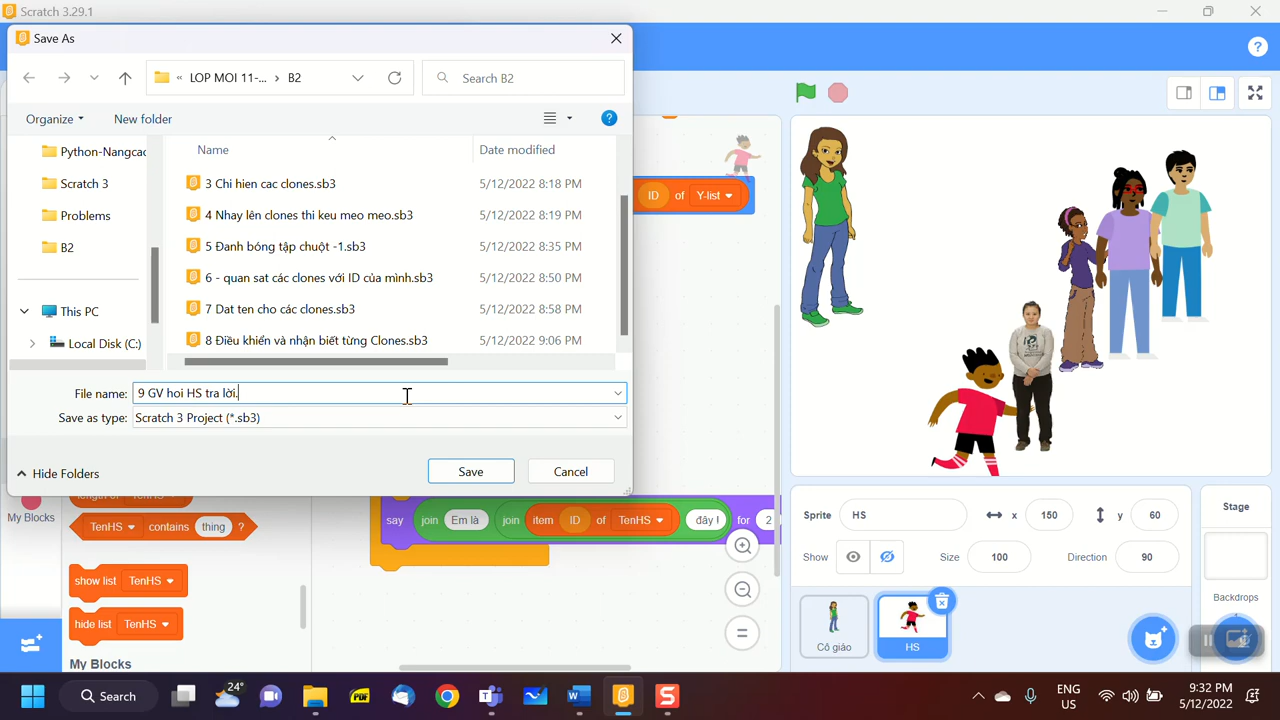 Scratch 3.29.1
Save As
« LOP MOI 11-... › B2
Search B2
Organize
New folder
Name
Date modified
Python-Nangcac
Scratch 3
Problems
B2
This PC
Local Disk (C:)
3 Chi hien cac clones.sb3 5/12/2022 8:18 PM
4 Nhay lên clones thi keu meo meo.sb3 5/12/2022 8:19 PM
5 Đanh bóng tập chuột -1.sb3 5/12/2022 8:35 PM
6 - quan sat các clones với ID của mình.sb3 5/12/2022 8:50 PM
7 Dat ten cho các clones.sb3 5/12/2022 8:58 PM
8 Điều khiển và nhận biết từng Clones.sb3 5/12/2022 9:06 PM
File name: 9 GV hoi HS tra lời.
Save as type: Scratch 3 Project (*.sb3)
Hide Folders
Save
Cancel
ID of Y-list
My Blocks
length of TenHS
TenHS contains thing ?
show list TenHS
hide list TenHS
My Blocks
say join Em là join item ID of TenHS đây ! for 2
Sprite HS x 150 y 60
Show Size 100 Direction 90
Cô giáo
HS
Stage
Backdrops
Search
24°
PDF
ENG
US
9:32 PM
5/12/2022